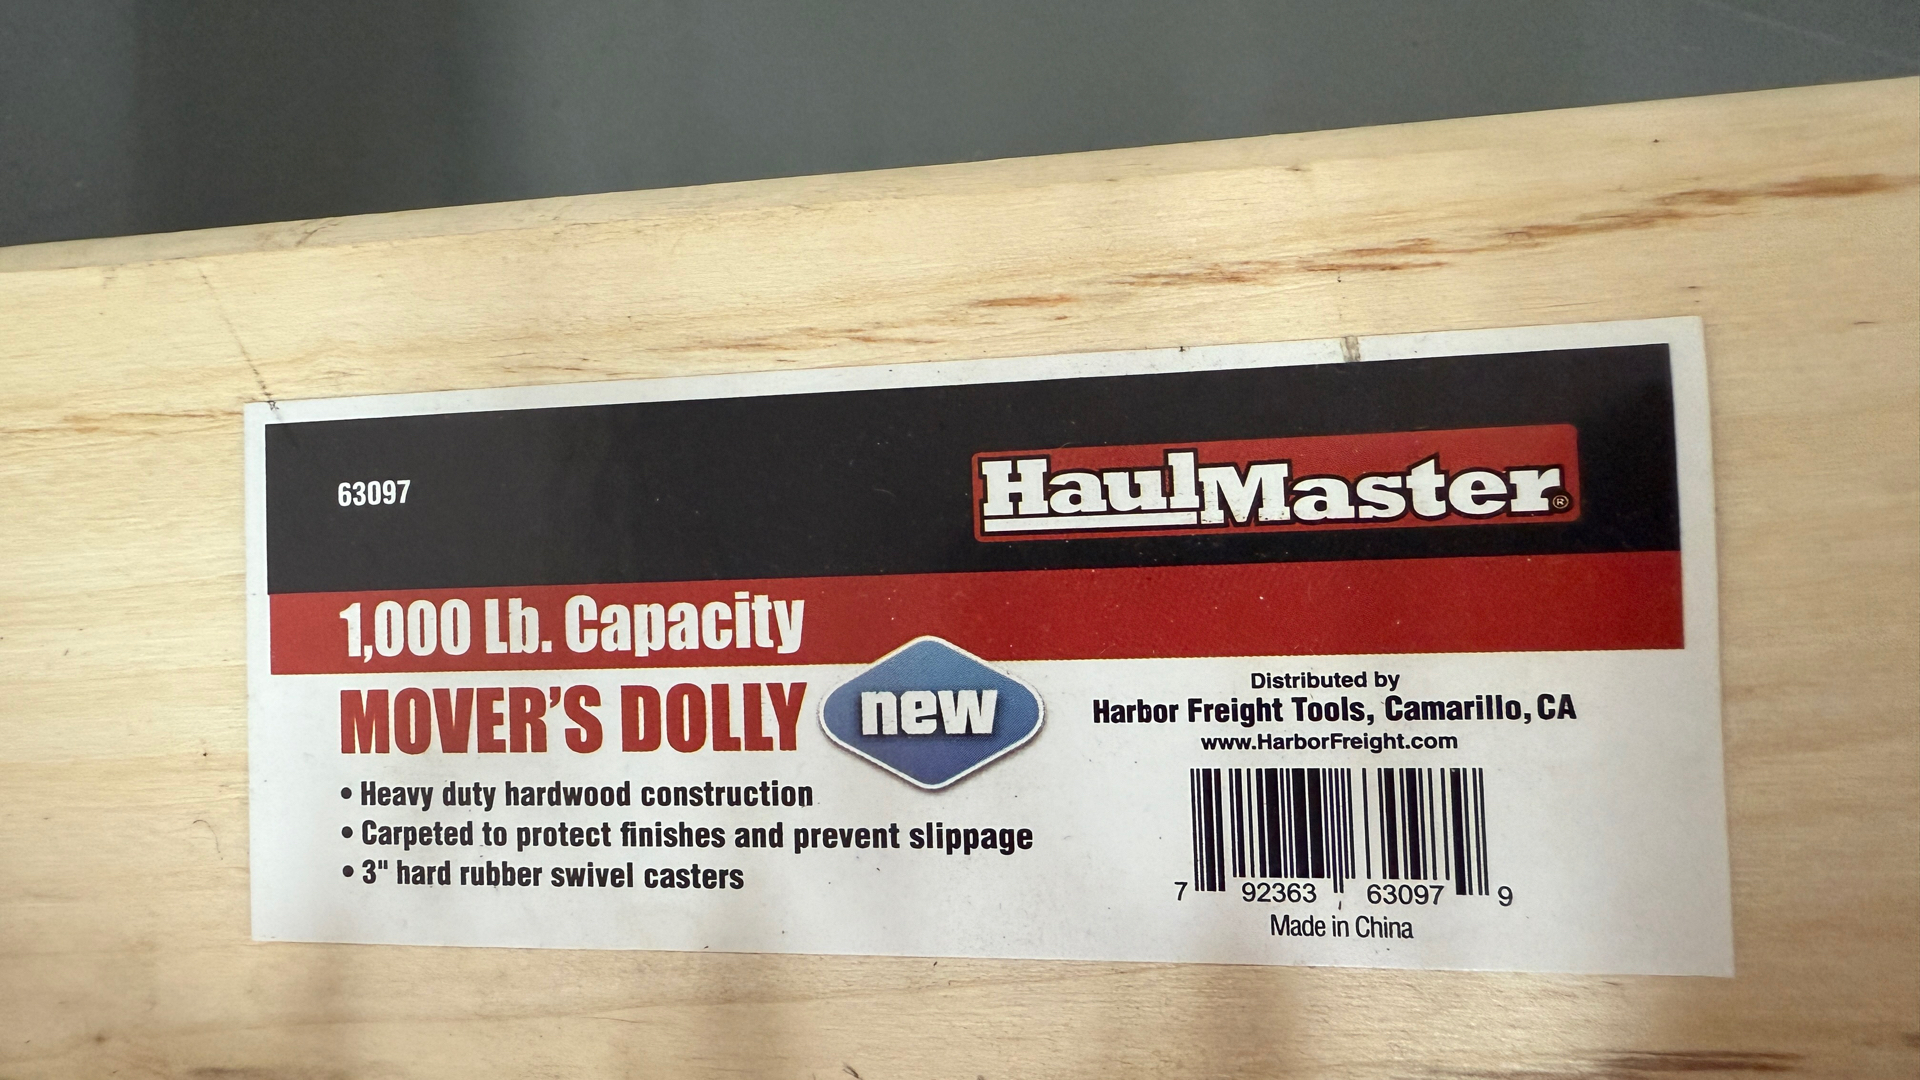 63097
HaulMaster®
1,000 Lb. Capacity
MOVER'S DOLLY
new
• Heavy duty hardwood construction
• Carpeted to protect finishes and prevent slippage
• 3" hard rubber swivel casters
Distributed by
Harbor Freight Tools, Camarillo, CA
www.HarborFreight.com
7 92363 63097 9
Made in China